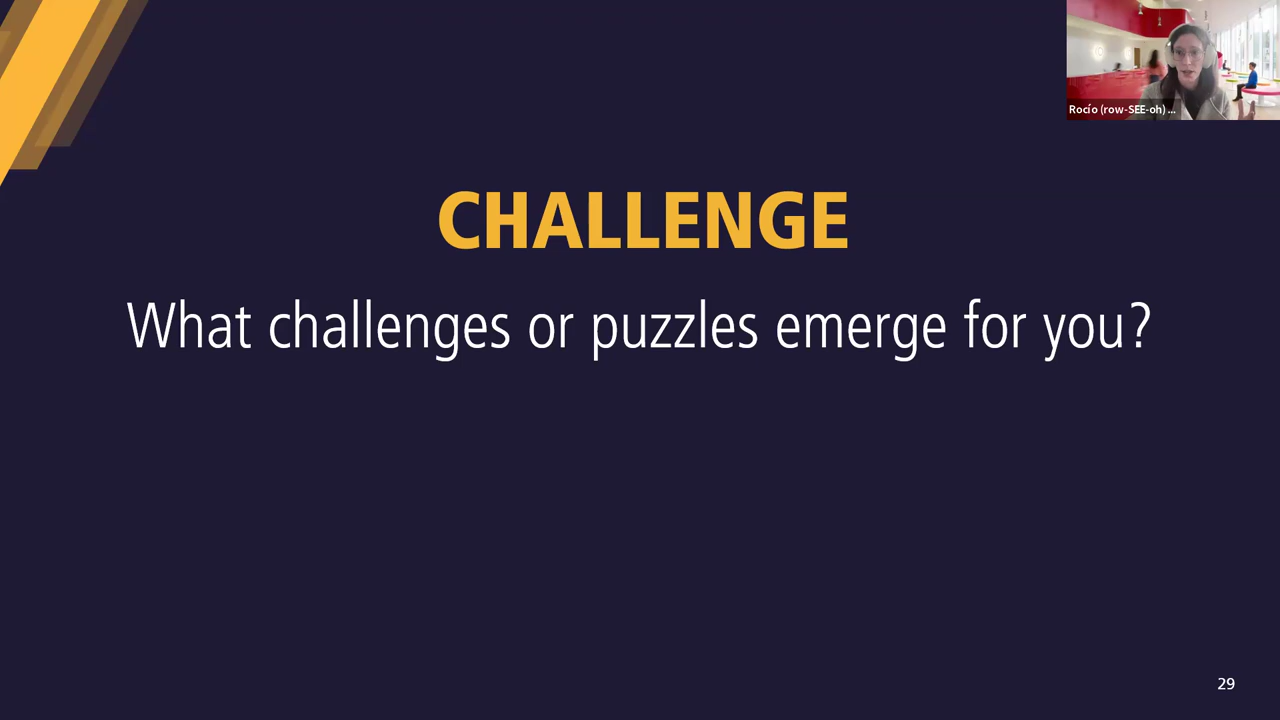 Rocío (row-SEE-oh) ...
CHALLENGE
What challenges or puzzles emerge for you?
29